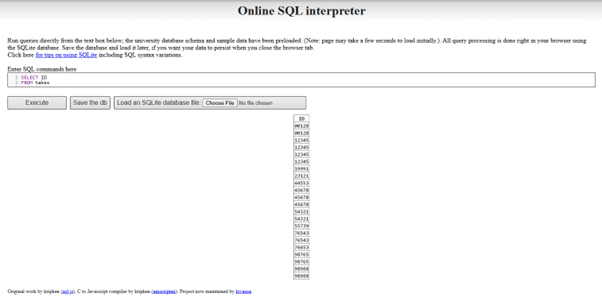 Online SQL interpreter
Run queries directly from the text box below; the university database schema and sample data have been preloaded. (Note: page may take a few seconds to load initially.). All query processing is done right in your browser using
the SQLite database. Save the database and load it later, if you want your data to persist when you close the browser tab.
Click here for tips on using SQLite including SQL syntax variations.
Enter SQL commands here
1 SELECT ID
2 FROM takes
Execute Save the db Load an SQLite database file: Choose File No file chosen
ID
00128
00128
12345
12345
12345
12345
19991
23121
44553
45678
45678
45678
54321
54321
55739
76543
76543
76653
98765
98765
98988
98988
Original work by kripken (sql.js). C to Javascript compiler by kripken (emscripten). Project now maintained by lovasoa